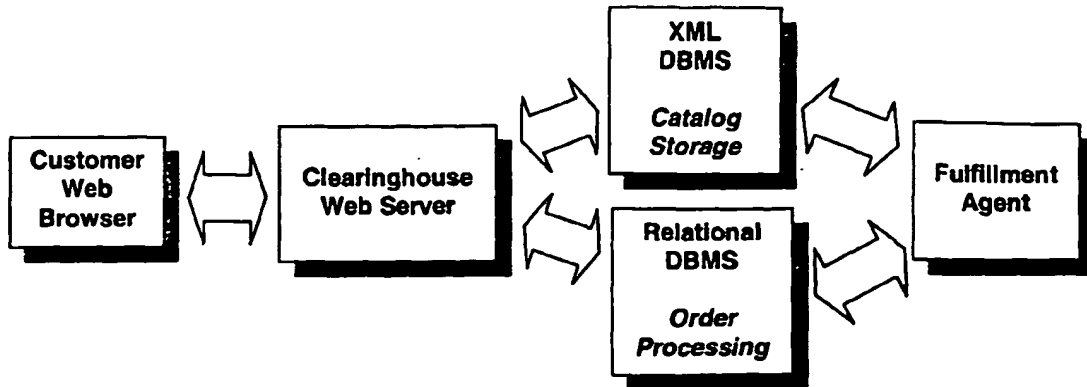 Customer
Web
Browser
Clearinghouse
Web Server
XML
DBMS
Catalog
Storage
Relational
DBMS
Order
Processing
Fulfillment
Agent